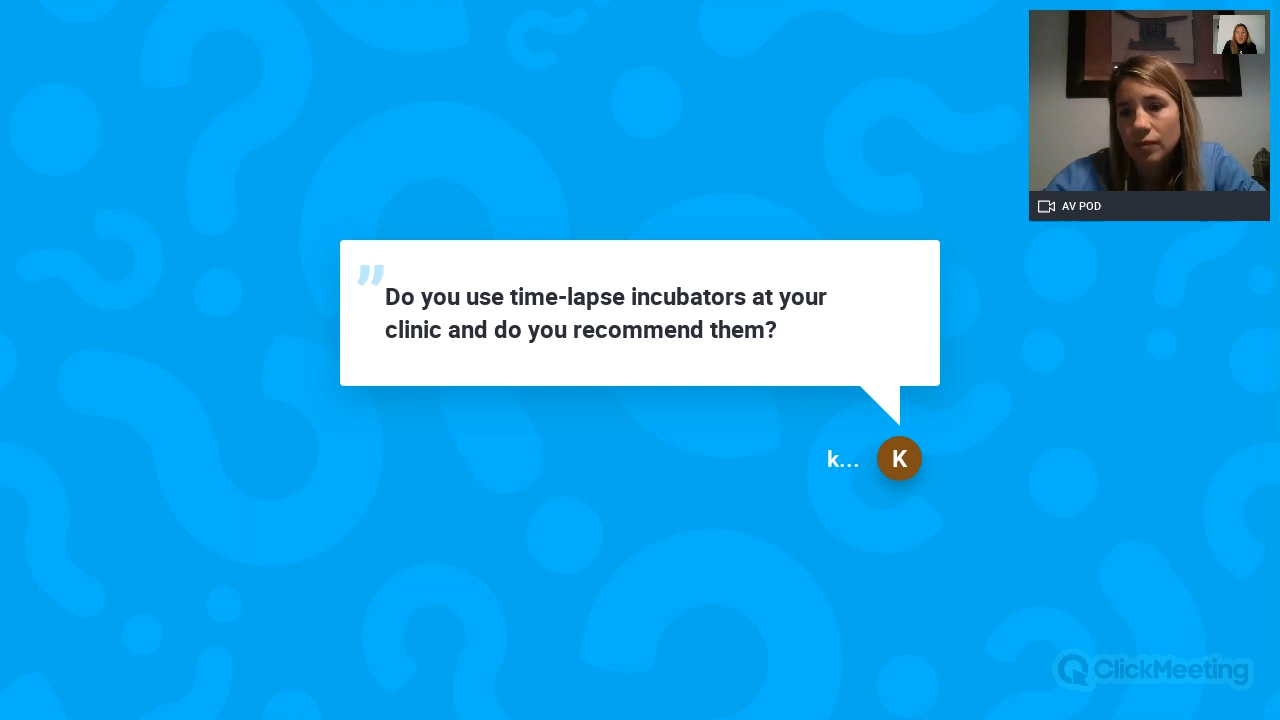 AV POD
”
Do you use time-lapse incubators at your
clinic and do you recommend them?
k...
K
ClickMeeting